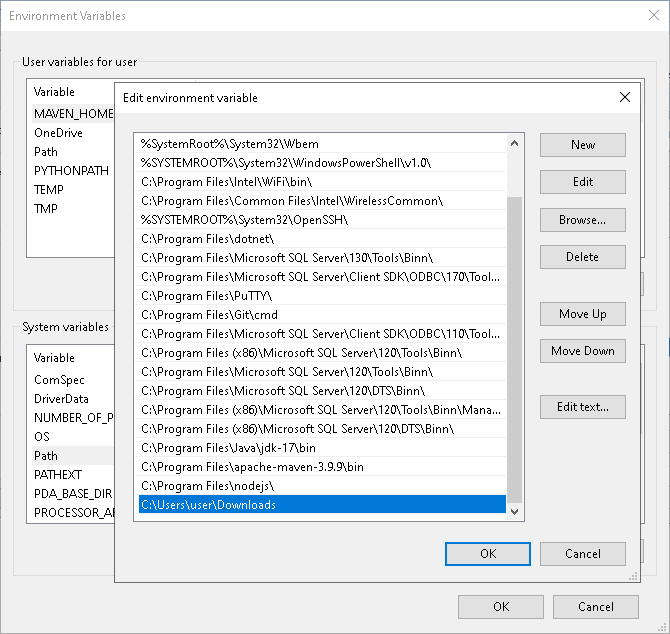 Environment Variables
User variables for user
Variable
MAVEN_HOME
OneDrive
Path
PYTHONPATH
TEMP
TMP
System variables
Variable
ComSpec
DriverData
NUMBER_OF_P
OS
Path
PATHEXT
PDA_BASE_DIR
PROCESSOR_AR
Edit environment variable
%SystemRoot%\System32\Wbem
%SYSTEMROOT%\System32\WindowsPowerShell\v1.0\
C:\Program Files\Intel\WiFi\bin\
C:\Program Files\Common Files\Intel\WirelessCommon\
%SYSTEMROOT%\System32\OpenSSH\
C:\Program Files\dotnet\
C:\Program Files\Microsoft SQL Server\130\Tools\Binn\
C:\Program Files\Microsoft SQL Server\Client SDK\ODBC\170\Tool...
C:\Program Files\PuTTY\
C:\Program Files\Git\cmd
C:\Program Files\Microsoft SQL Server\Client SDK\ODBC\110\Tool...
C:\Program Files (x86)\Microsoft SQL Server\120\Tools\Binn\
C:\Program Files\Microsoft SQL Server\120\Tools\Binn\
C:\Program Files\Microsoft SQL Server\120\DTS\Binn\
C:\Program Files (x86)\Microsoft SQL Server\120\Tools\Binn\Mana...
C:\Program Files (x86)\Microsoft SQL Server\120\DTS\Binn\
C:\Program Files\Java\jdk-17\bin
C:\Program Files\apache-maven-3.9.9\bin
C:\Program Files\nodejs\
C:\Users\user\Downloads
New
Edit
Browse...
Delete
Move Up
Move Down
Edit text...
OK
Cancel
OK
Cancel